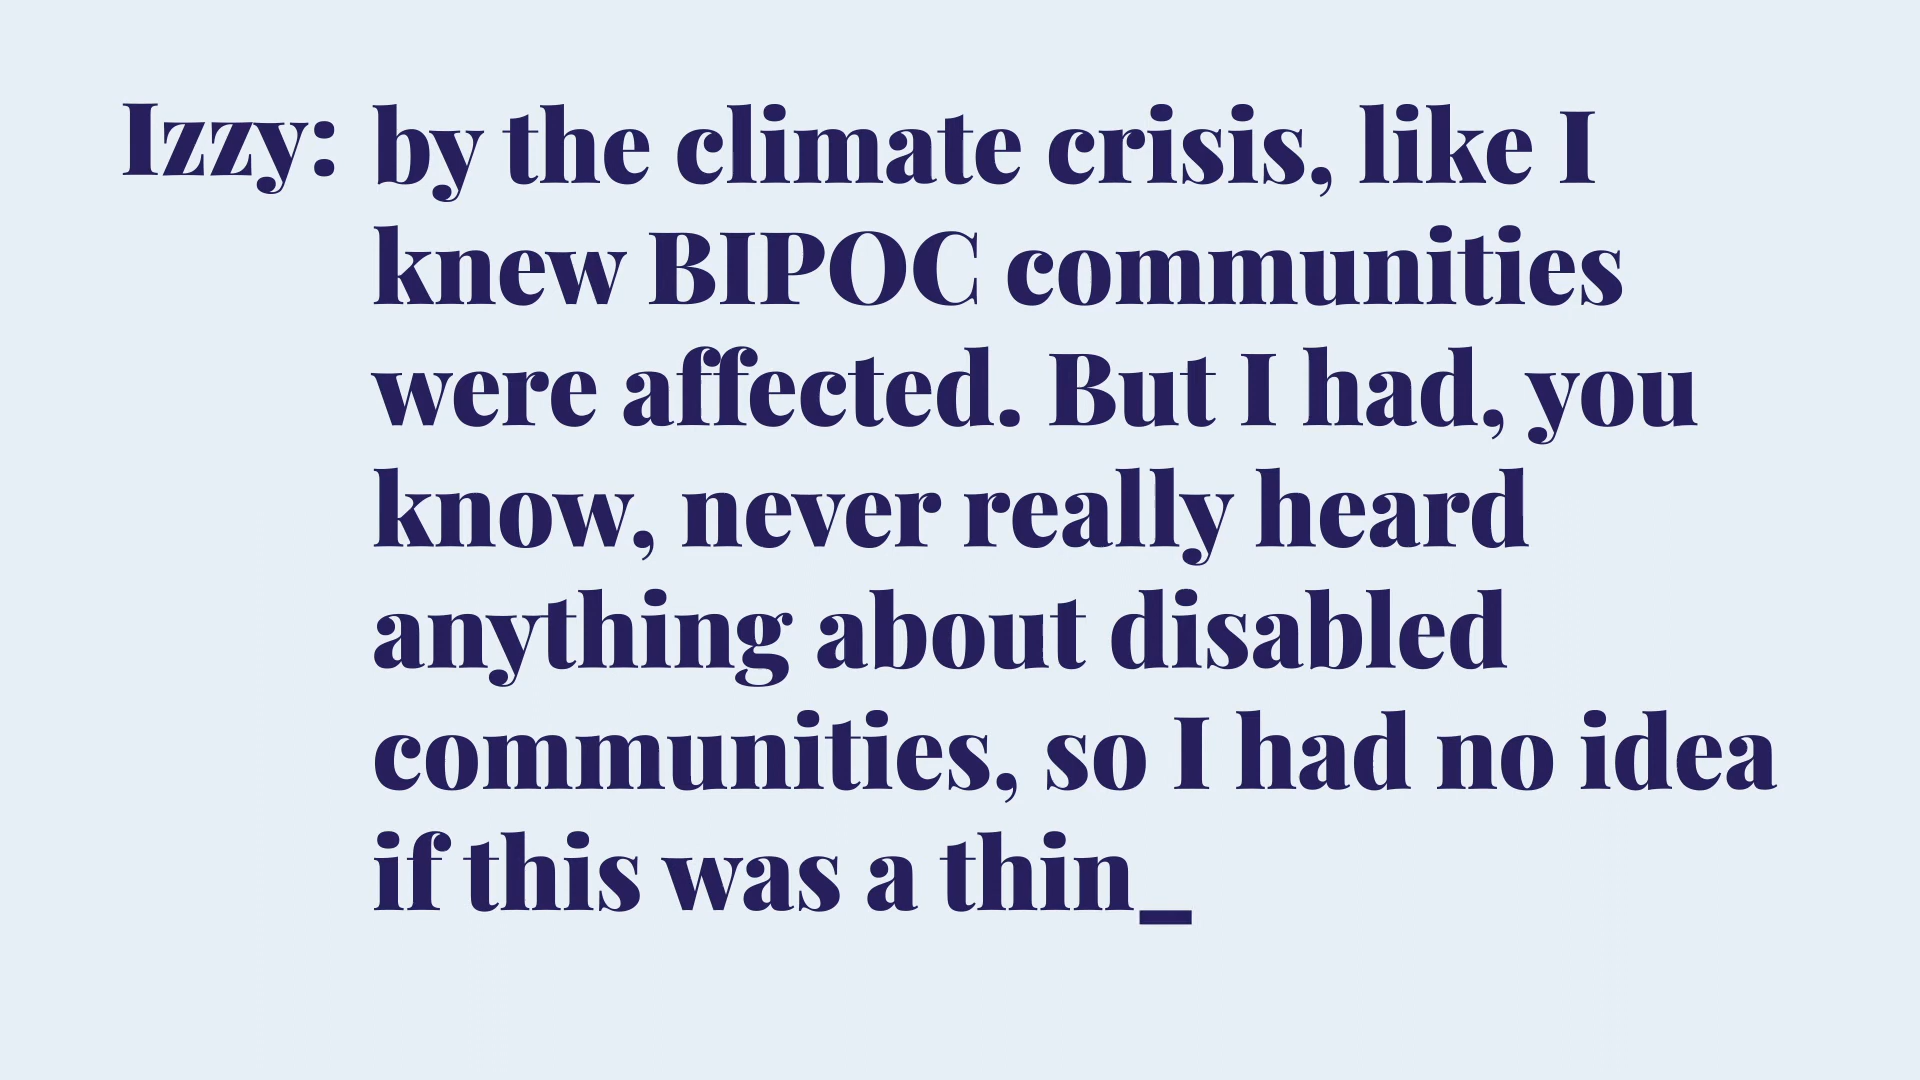 Izzy: by the climate crisis, like I
knew BIPOC communities
were affected. But I had, you
know, never really heard
anything about disabled
communities, so I had no idea
if this was a thin_